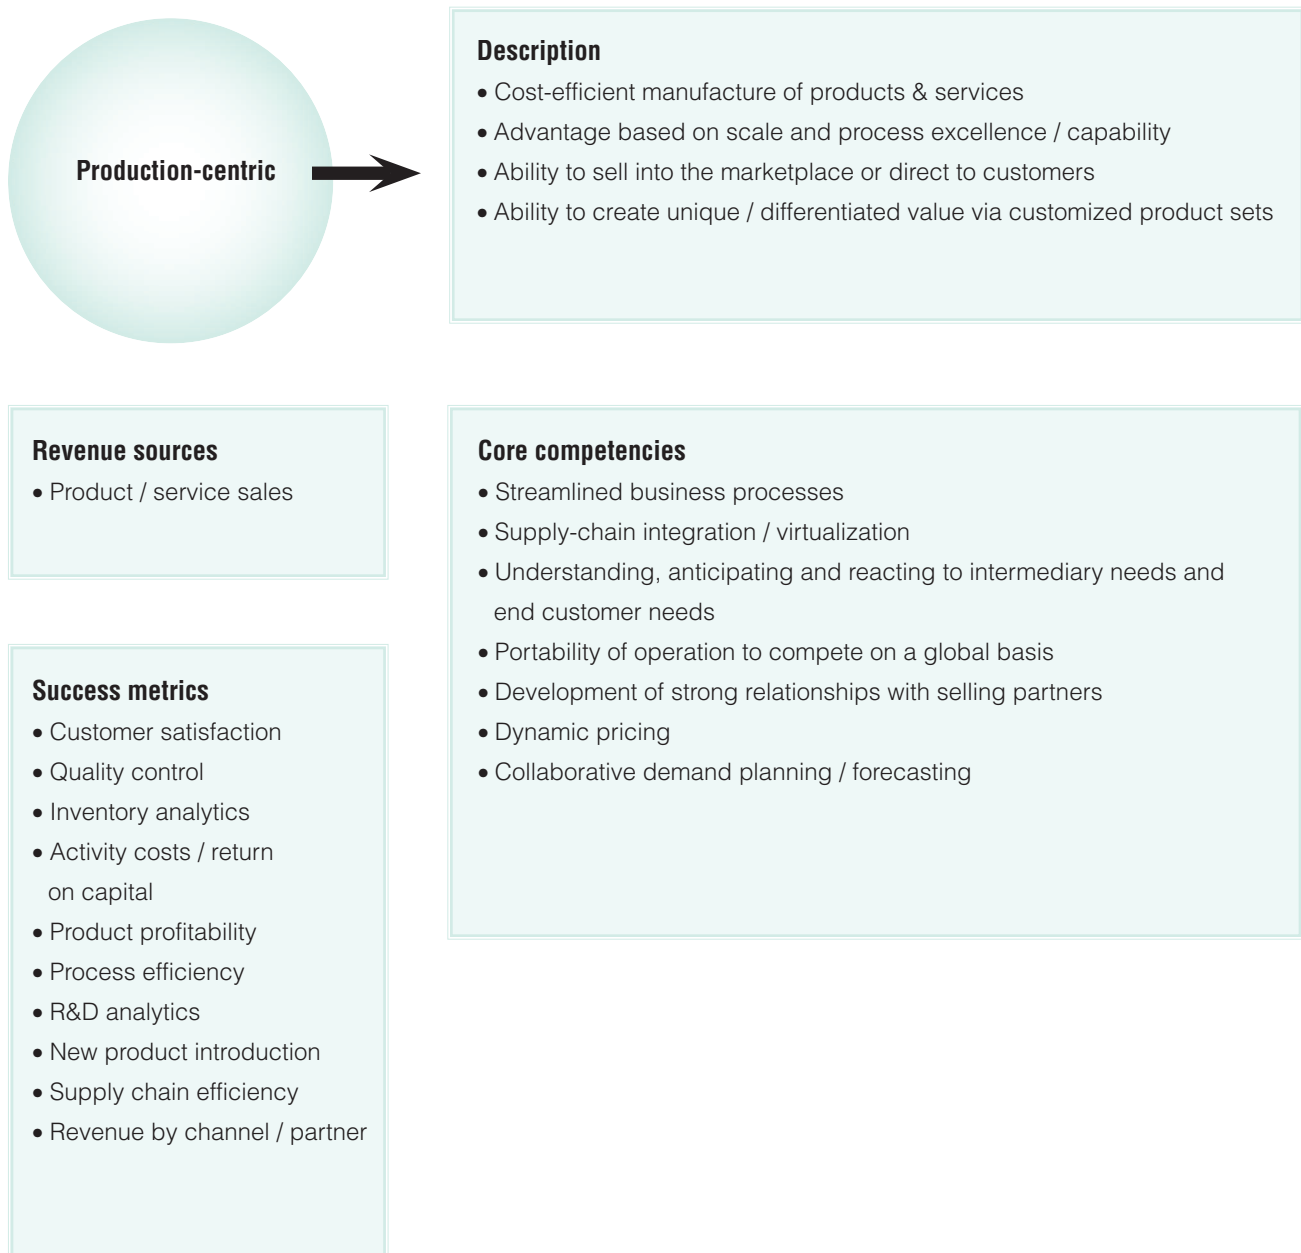 Production-centric
Description
• Cost-efficient manufacture of products & services
• Advantage based on scale and process excellence / capability
• Ability to sell into the marketplace or direct to customers
• Ability to create unique / differentiated value via customized product sets
Revenue sources
• Product / service sales
Core competencies
• Streamlined business processes
• Supply-chain integration / virtualization
• Understanding, anticipating and reacting to intermediary needs and
end customer needs
• Portability of operation to compete on a global basis
• Development of strong relationships with selling partners
• Dynamic pricing
• Collaborative demand planning / forecasting
Success metrics
• Customer satisfaction
• Quality control
• Inventory analytics
• Activity costs / return
on capital
• Product profitability
• Process efficiency
• R&D analytics
• New product introduction
• Supply chain efficiency
• Revenue by channel / partner